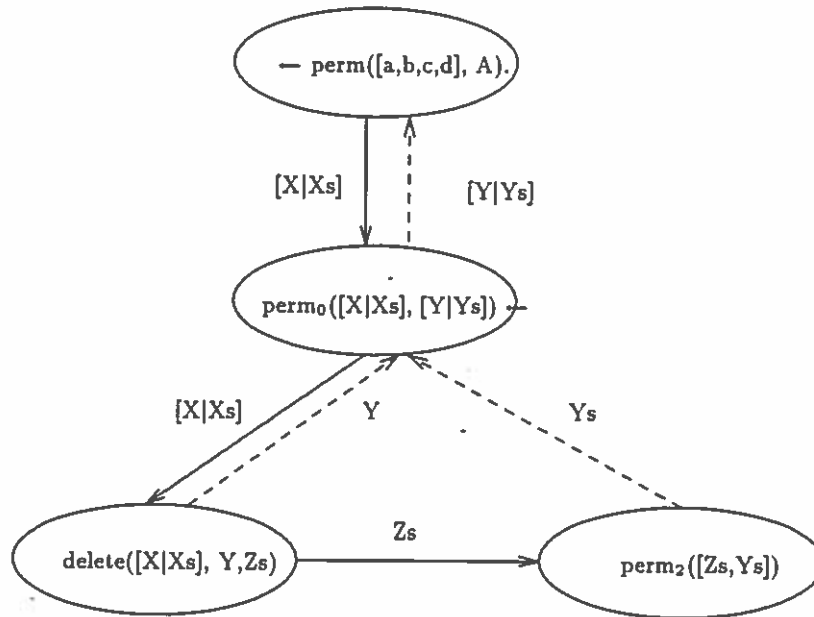 ← perm([a,b,c,d], A).
[X|Xs]
[Y|Ys]
perm₀([X|Xs], [Y|Ys]) ←
[X|Xs]
Y
Ys
Zs
delete([X|Xs], Y,Zs)
perm₂([Zs,Ys])